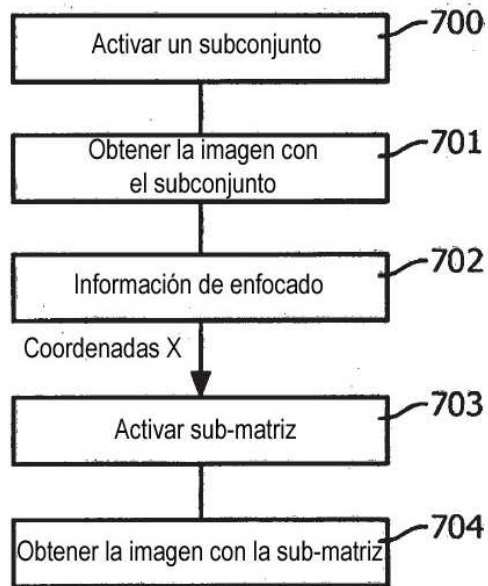 700
Activar un subconjunto
701
Obtener la imagen con
el subconjunto
702
Información de enfocado
Coordenadas X
703
Activar sub-matriz
704
Obtener la imagen con la sub-matriz